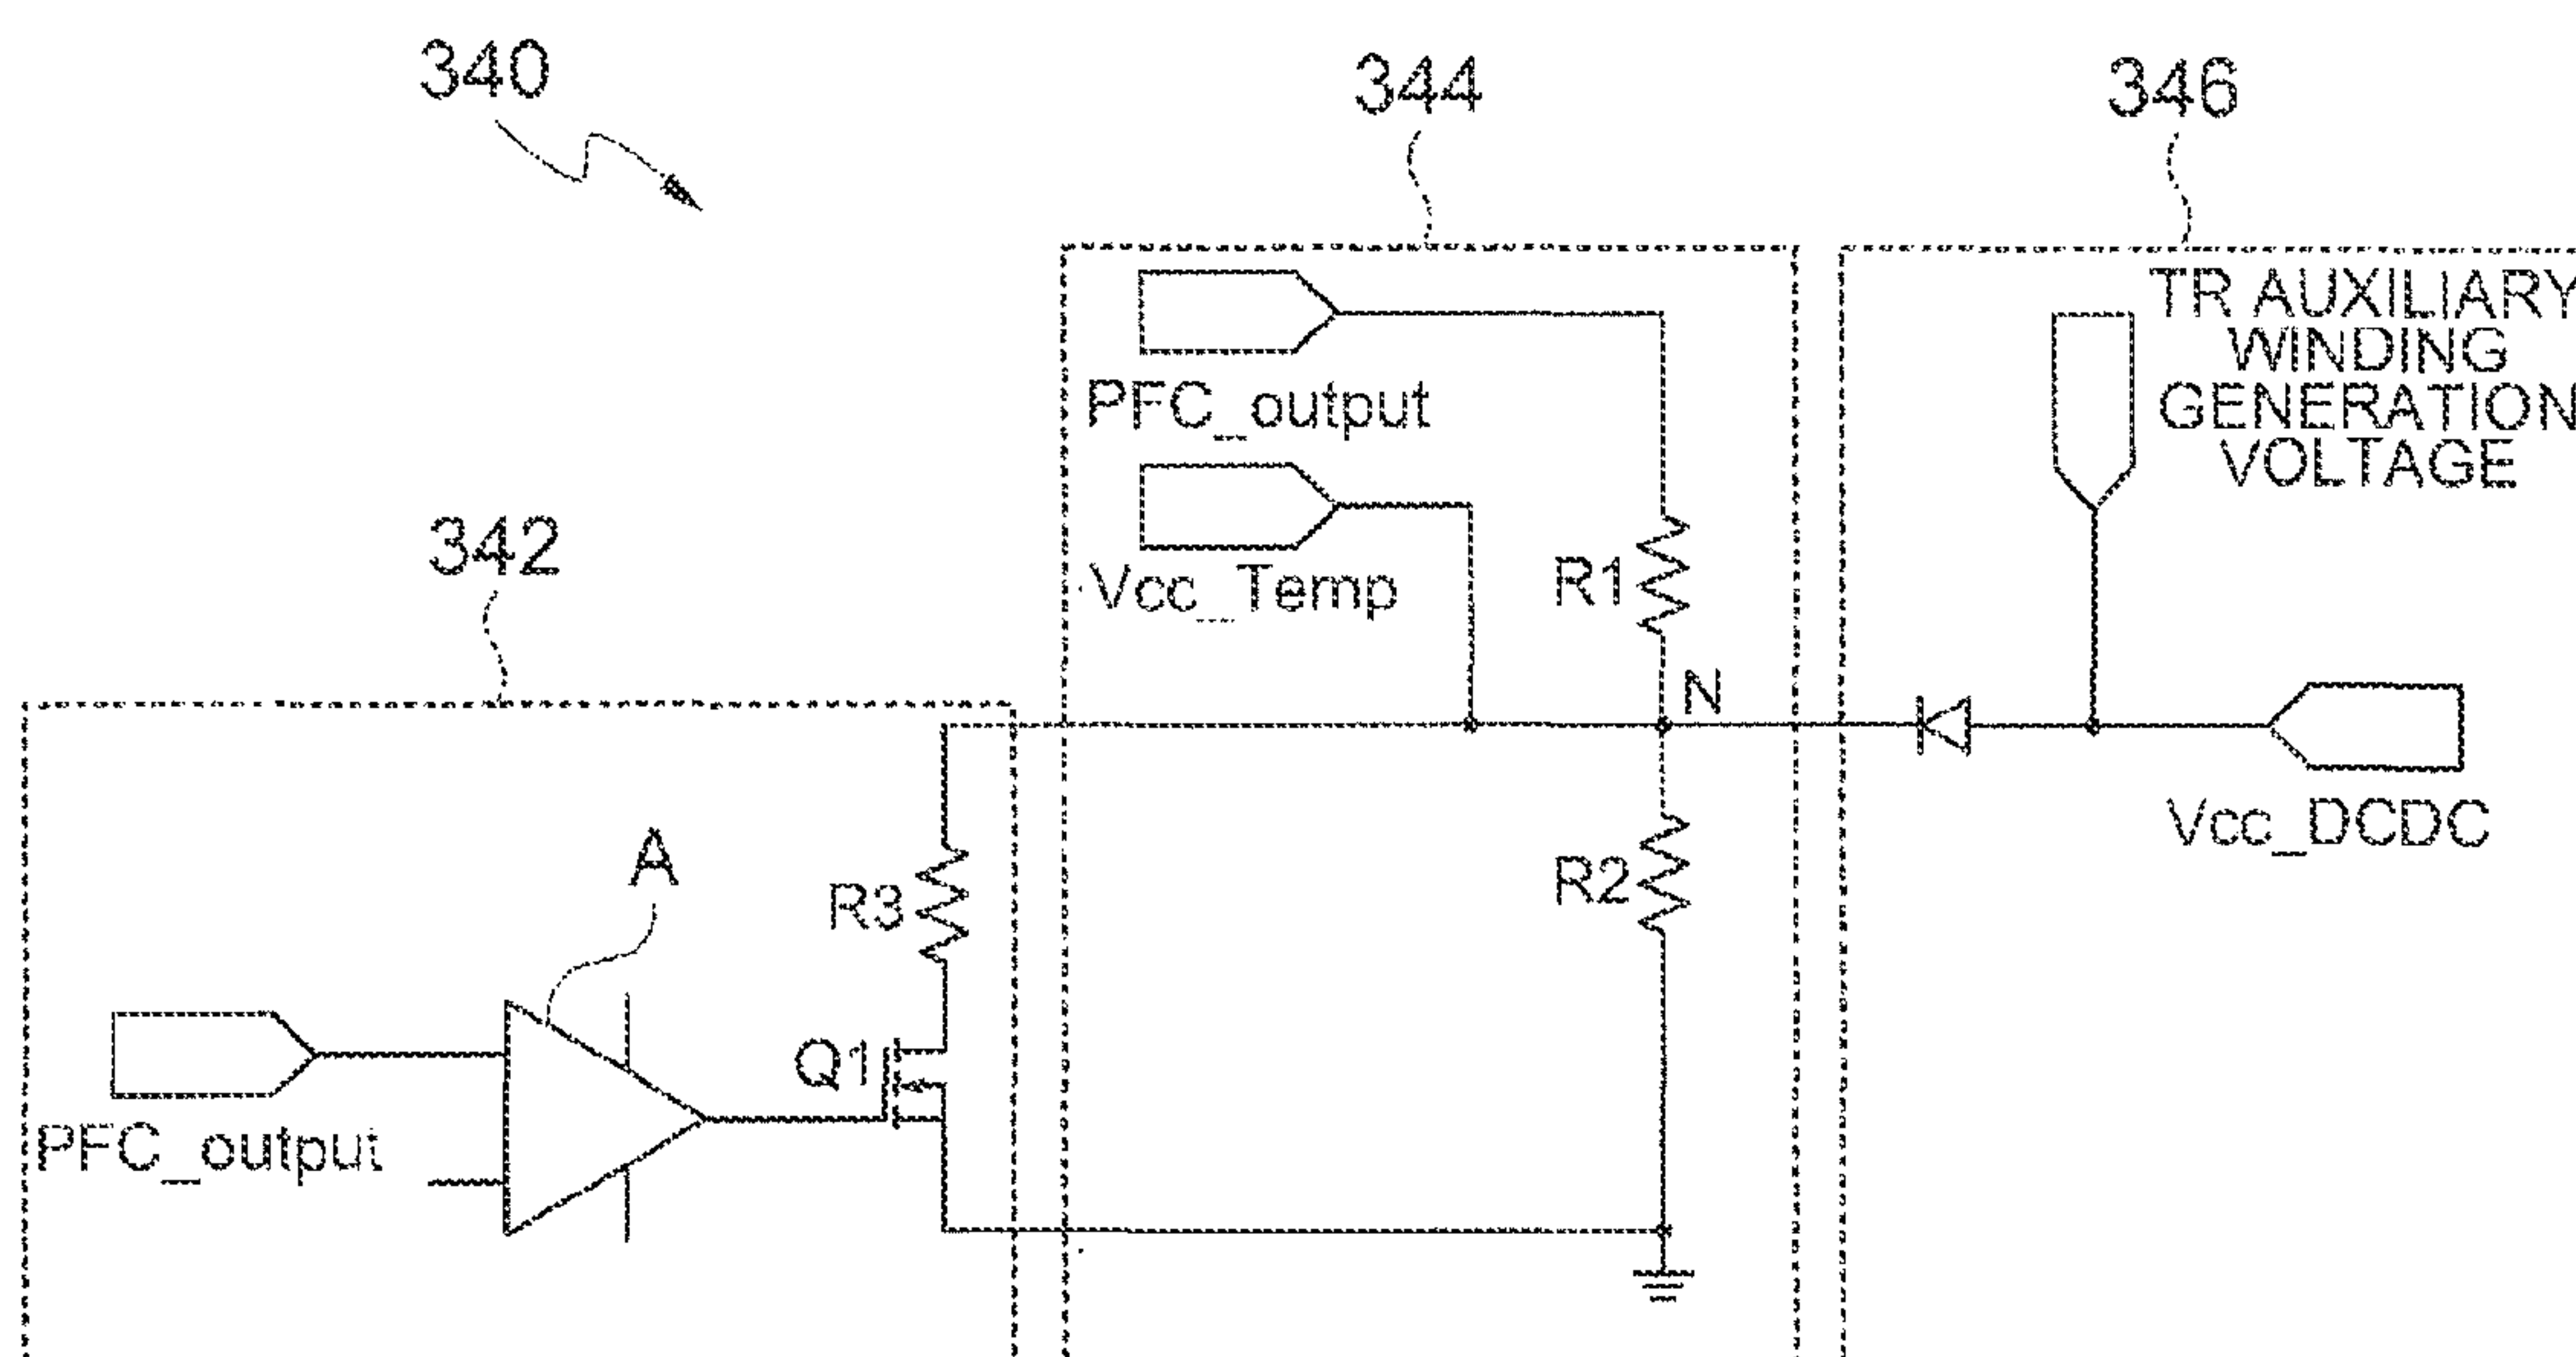 340
344
346
TR AUXILIARY
WINDING
GENERATION
VOLTAGE
PFC_output
Vcc_Temp
R1
342
N
Vcc_DCDC
A
R3
R2
Q1
PFC_output